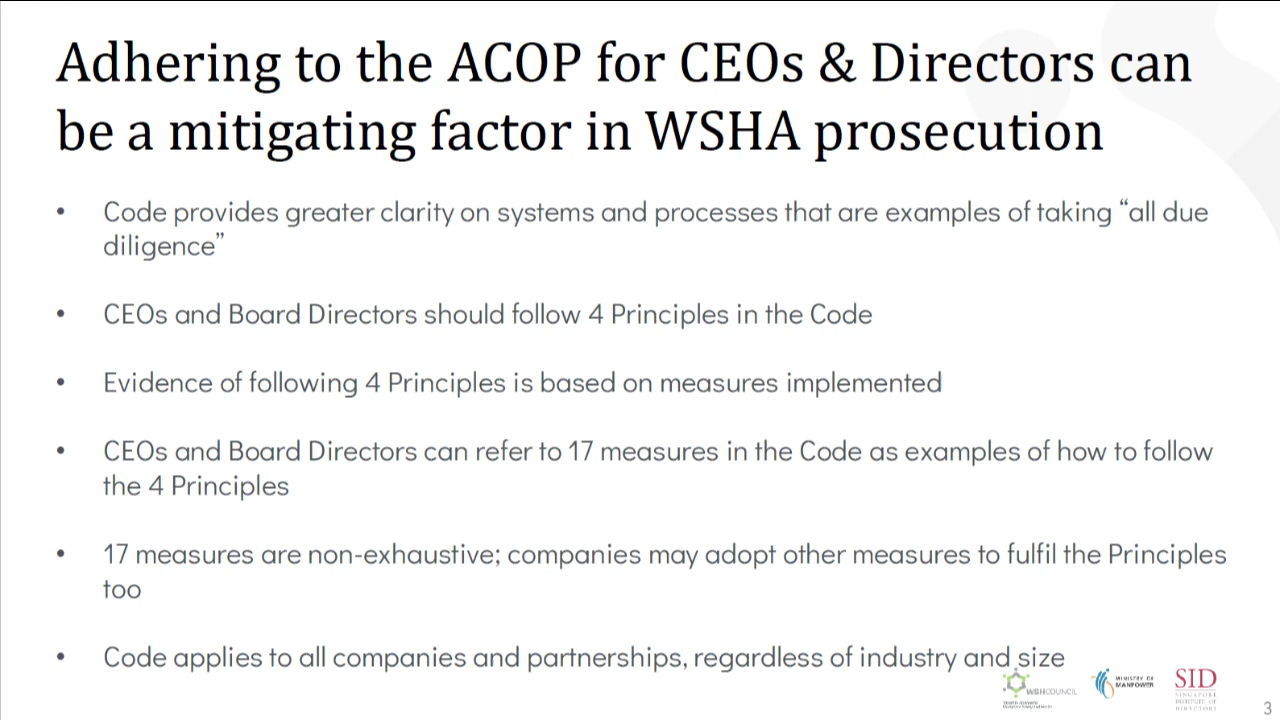 Adhering to the ACOP for CEOs & Directors can
be a mitigating factor in WSHA prosecution
• Code provides greater clarity on systems and processes that are examples of taking “all due
diligence”
• CEOs and Board Directors should follow 4 Principles in the Code
• Evidence of following 4 Principles is based on measures implemented
• CEOs and Board Directors can refer to 17 measures in the Code as examples of how to follow
the 4 Principles
• 17 measures are non-exhaustive; companies may adopt other measures to fulfil the Principles
too
• Code applies to all companies and partnerships, regardless of industry and size
WSHCOUNCIL
MINISTRY OF
MANPOWER
SID
SINGAPORE
INSTITUTE OF
DIRECTORS
3